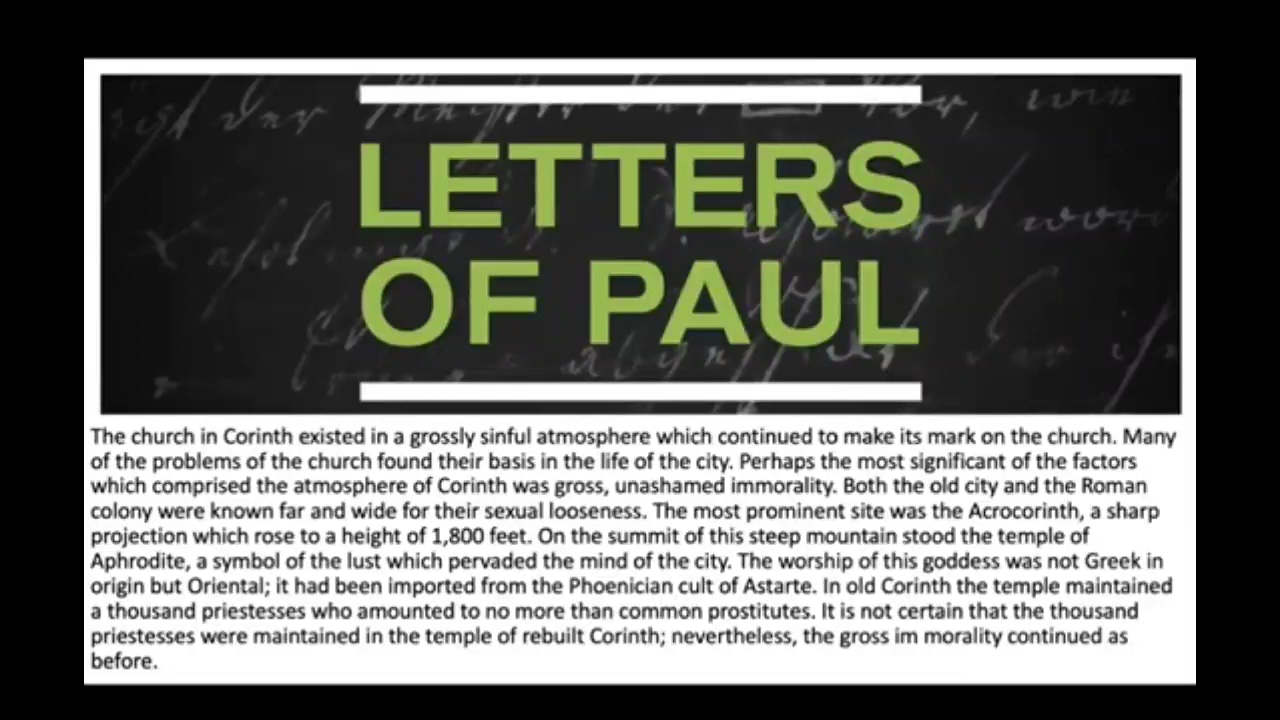 LETTERS
OF PAUL
The church in Corinth existed in a grossly sinful atmosphere which continued to make its mark on the church. Many
of the problems of the church found their basis in the life of the city. Perhaps the most significant of the factors
which comprised the atmosphere of Corinth was gross, unashamed immorality. Both the old city and the Roman
colony were known far and wide for their sexual looseness. The most prominent site was the Acrocorinth, a sharp
projection which rose to a height of 1,800 feet. On the summit of this steep mountain stood the temple of
Aphrodite, a symbol of the lust which pervaded the mind of the city. The worship of this goddess was not Greek in
origin but Oriental; it had been imported from the Phoenician cult of Astarte. In old Corinth the temple maintained
a thousand priestesses who amounted to no more than common prostitutes. It is not certain that the thousand
priestesses were maintained in the temple of rebuilt Corinth; nevertheless, the gross im morality continued as
before.